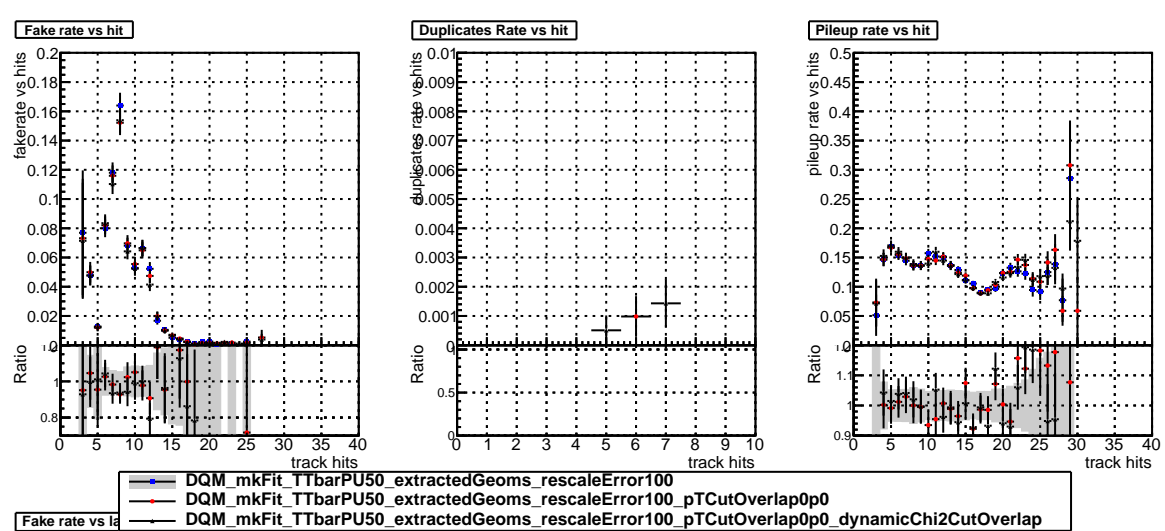 Fake rate vs hit
Duplicates Rate vs hit
Pileup rate vs hit
fakerate vs hits
0.2
0.18
0.16
0.14
0.12
0.1
0.08
0.06
0.04
0.02
0
Ratio
1
0.8
0 5 10 15 20 25 30 35 40
track hits
duplicates rate vs hits
0.01
0.009
0.008
0.007
0.006
0.005
0.004
0.003
0.002
0.001
0
Ratio
1
0.5
0
0 1 2 3 4 5 6 7 8 9 10
track hits
pileup rate vs hits
0.5
0.45
0.4
0.35
0.3
0.25
0.2
0.15
0.1
0.05
0
Ratio
1.1
1
0.9
0 5 10 15 20 25 30 35 40
track hits
DQM_mkFit_TTbarPU50_extractedGeoms_rescaleError100
DQM_mkFit_TTbarPU50_extractedGeoms_rescaleError100_pTCutOverlap0p0
DQM_mkFit_TTbarPU50_extractedGeoms_rescaleError100_pTCutOverlap0p0_dynamicChi2CutOverlap
Fake rate vs la